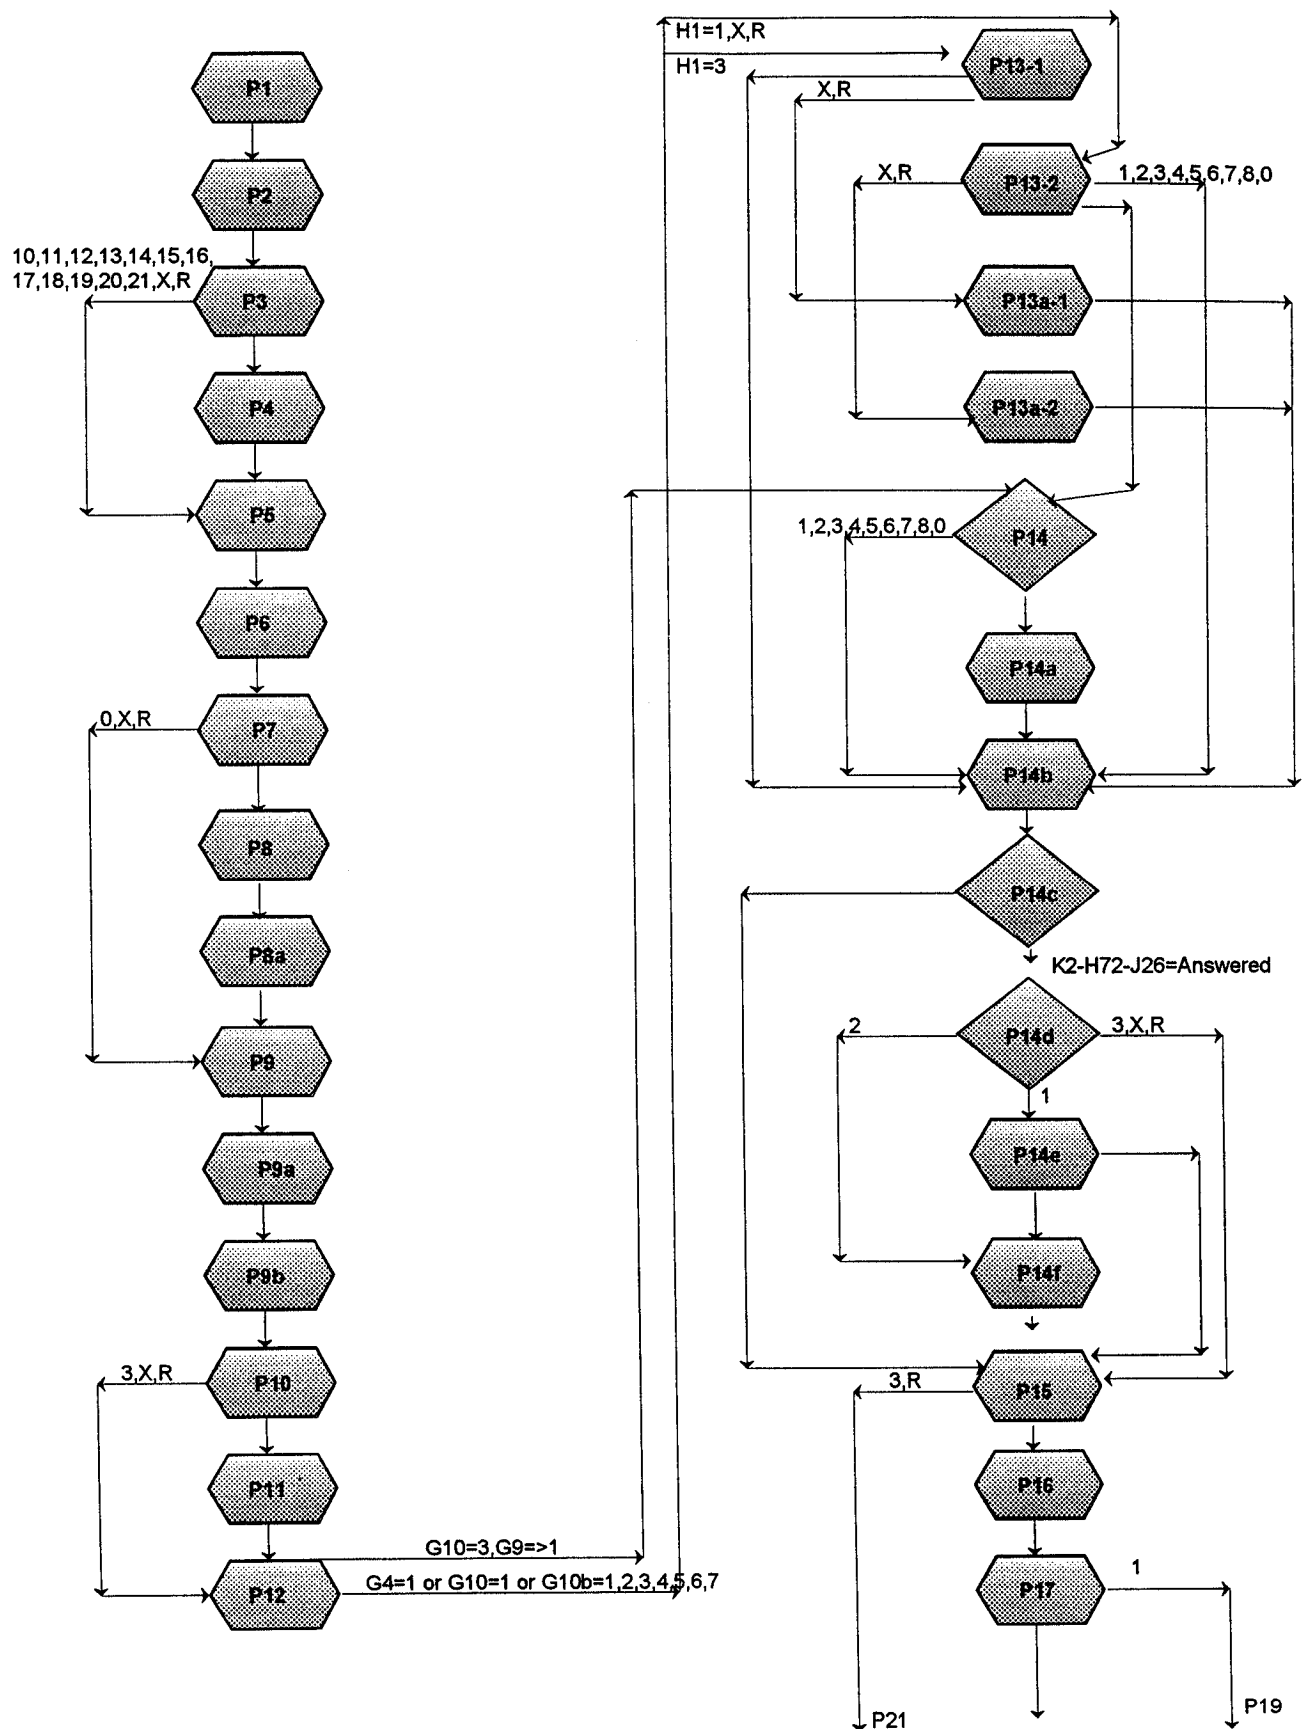 P1
P2
10,11,12,13,14,15,16,
17,18,19,20,21,X,R
P3
P4
P5
P6
0,X,R
P7
P8
P8a
P9
P9a
P9b
3,X,R
P10
P11
G10=3,G9=>1
P12
G4=1 or G10=1 or G10b=1,2,3,4,5,6,7
H1=1,X,R
H1=3
P13-1
X,R
X,R
P13-2
1,2,3,4,5,6,7,8,0
P13a-1
P13a-2
1,2,3,4,5,6,7,8,0
P14
P14a
P14b
P14c
K2-H72-J26=Answered
2
P14d
3,X,R
1
P14e
P14f
P15
3,R
P16
P17
1
P21
P19